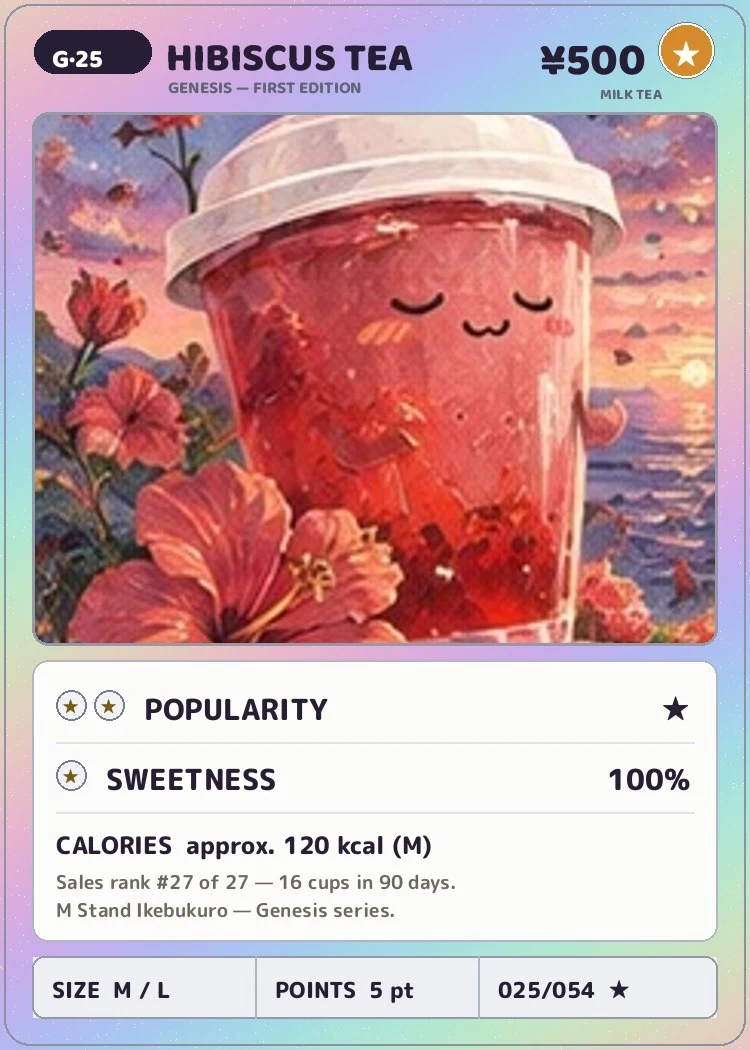 G·25
HIBISCUS TEA
¥500 ★
GENESIS — FIRST EDITION
MILK TEA
★ ★ POPULARITY ★
★ SWEETNESS 100%
CALORIES approx. 120 kcal (M)
Sales rank #27 of 27 — 16 cups in 90 days.
M Stand Ikebukuro — Genesis series.
SIZE M / L
POINTS 5 pt
025/054 ★